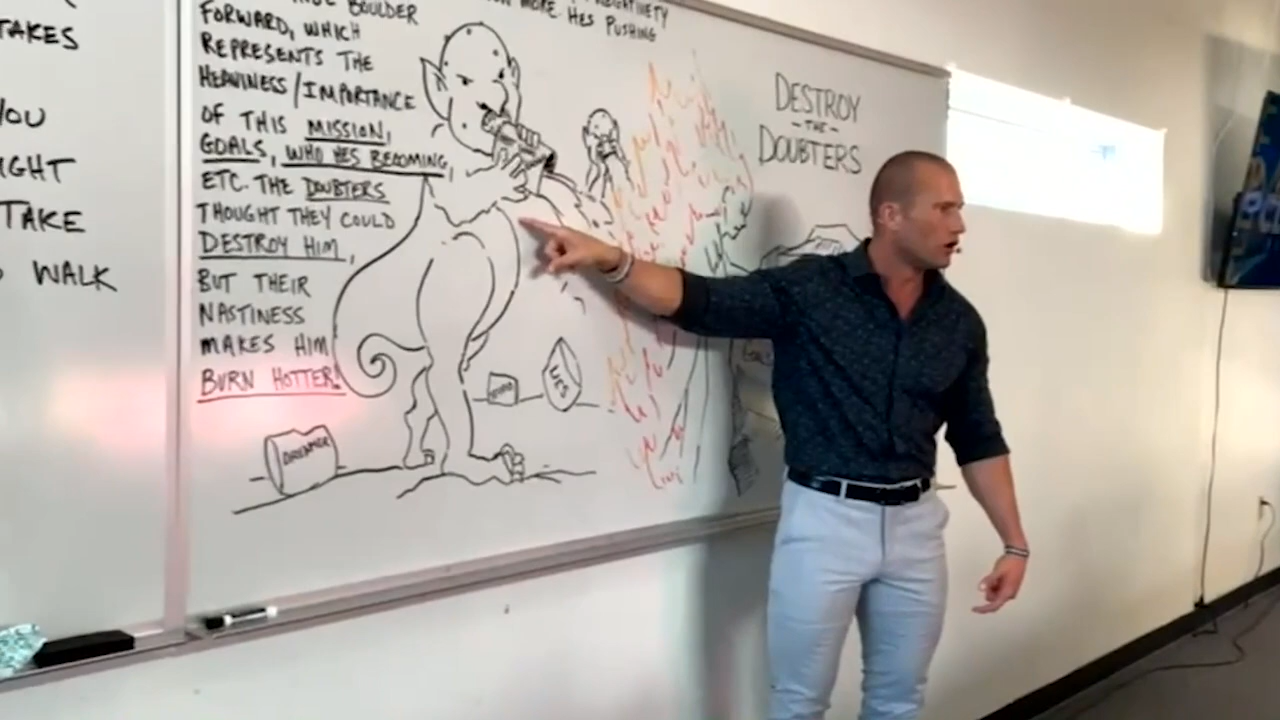 TAKES
YOU
TAKE
WALK
BOULDER
FORWARD, WHICH
REPRESENTS THE
HEAVINESS/IMPORTANCE
OF THIS MISSION,
GOALS, WHO HES BECOMING,
ETC. THE DOUBTERS
THOUGHT THEY COULD
DESTROY HIM,
BUT THEIR
NASTINESS
MAKES HIM
BURN HOTTER!
MORE. HES PUSHING
DESTROY
- THE -
DOUBTERS